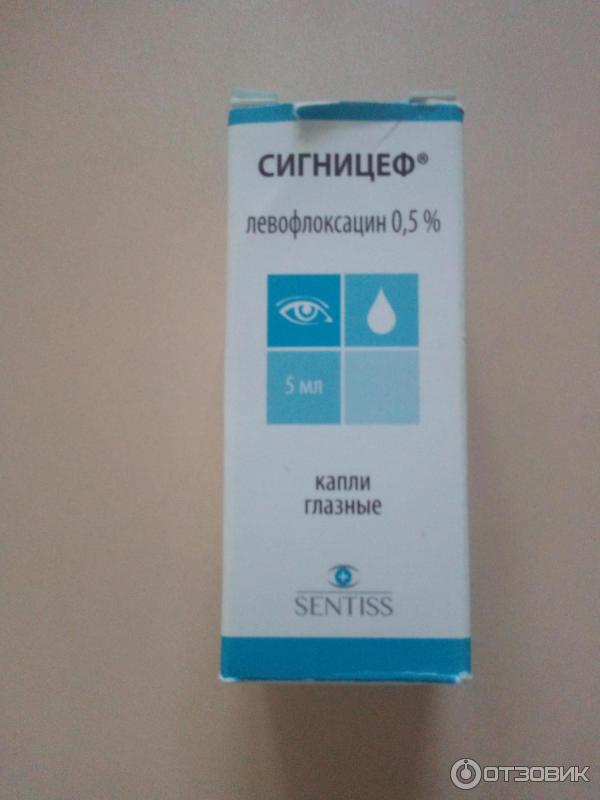 СИГНИЦЕФ®
левофлоксацин 0,5 %
5 мл
капли
глазные
SENTISS
ОТЗОВИК